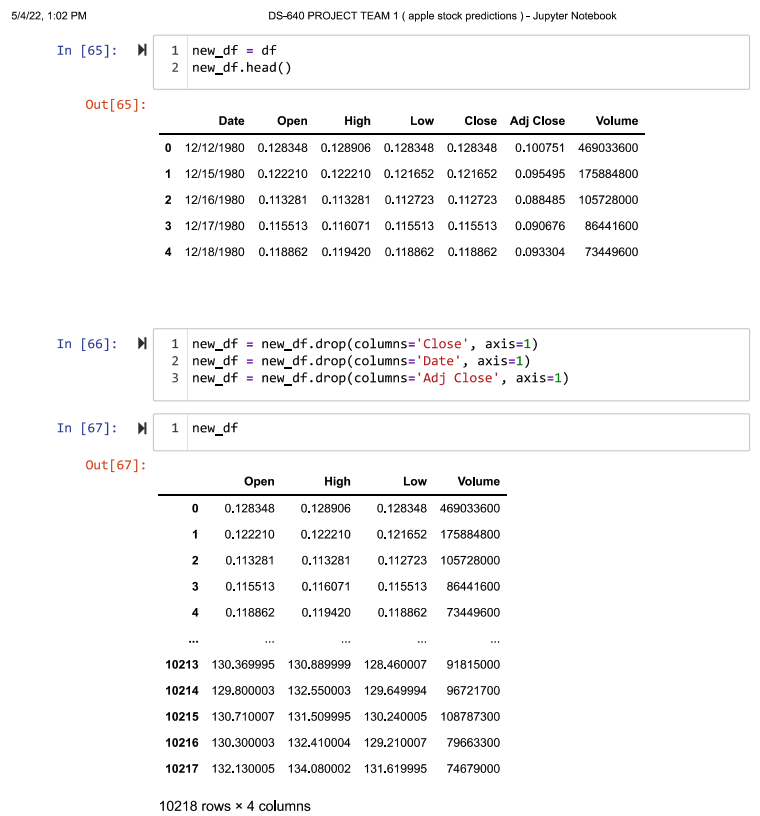 5/4/22, 1:02 PM DS-640 PROJECT TEAM 1 ( apple stock predictions ) - Jupyter Notebook
In [65]: 1 new_df = df
2 new_df.head()
Out[65]:
Date Open High Low Close Adj Close Volume
0 12/12/1980 0.128348 0.128906 0.128348 0.128348 0.100751 469033600
1 12/15/1980 0.122210 0.122210 0.121652 0.121652 0.095495 175884800
2 12/16/1980 0.113281 0.113281 0.112723 0.112723 0.088485 105728000
3 12/17/1980 0.115513 0.116071 0.115513 0.115513 0.090676 86441600
4 12/18/1980 0.118862 0.119420 0.118862 0.118862 0.093304 73449600
In [66]: 1 new_df = new_df.drop(columns='Close', axis=1)
2 new_df = new_df.drop(columns='Date', axis=1)
3 new_df = new_df.drop(columns='Adj Close', axis=1)
In [67]: 1 new_df
Out[67]:
Open High Low Volume
0 0.128348 0.128906 0.128348 469033600
1 0.122210 0.122210 0.121652 175884800
2 0.113281 0.113281 0.112723 105728000
3 0.115513 0.116071 0.115513 86441600
4 0.118862 0.119420 0.118862 73449600
... ... ... ... ...
10213 130.369995 130.889999 128.460007 91815000
10214 129.800003 132.550003 129.649994 96721700
10215 130.710007 131.509995 130.240005 108787300
10216 130.300003 132.410004 129.210007 79663300
10217 132.130005 134.080002 131.619995 74679000
10218 rows × 4 columns